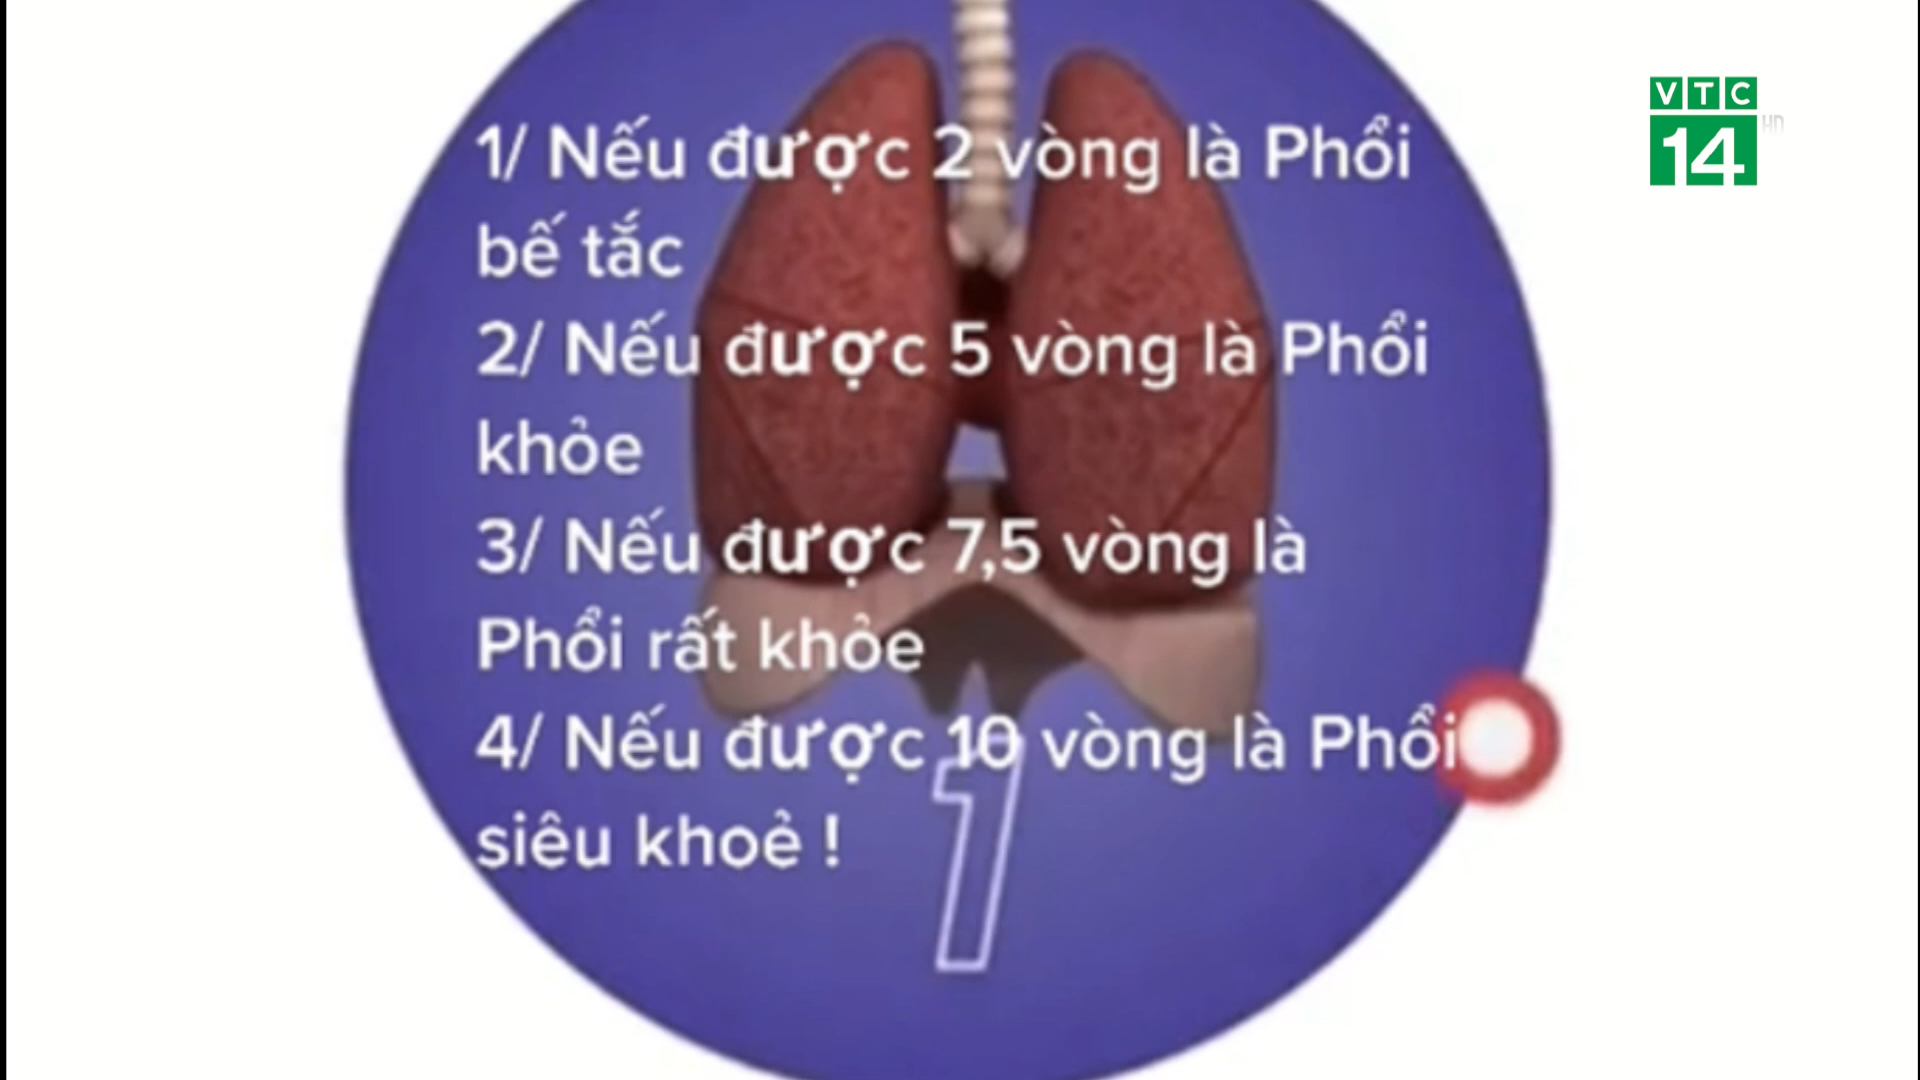 1/ Nếu được 2 vòng là Phổi
bế tắc
2/ Nếu được 5 vòng là Phổi
khỏe
3/ Nếu được 7,5 vòng là
Phổi rất khỏe
4/ Nếu được 10 vòng là Phổi
siêu khoẻ !
1
VTC
14
HD